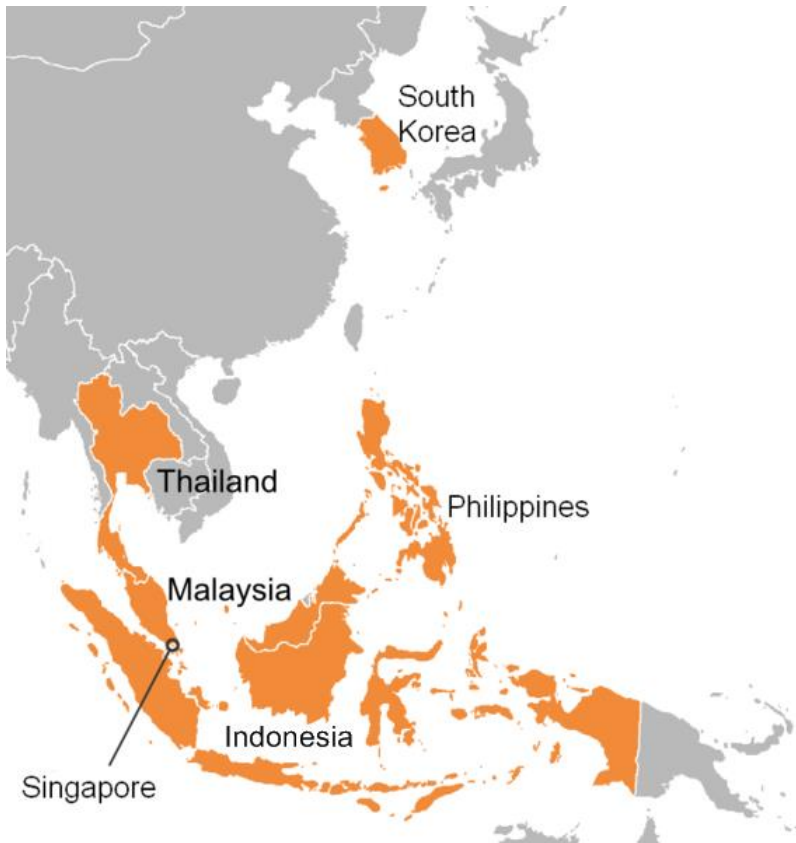 South
Korea
Thailand
Philippines
Malaysia
Indonesia
Singapore